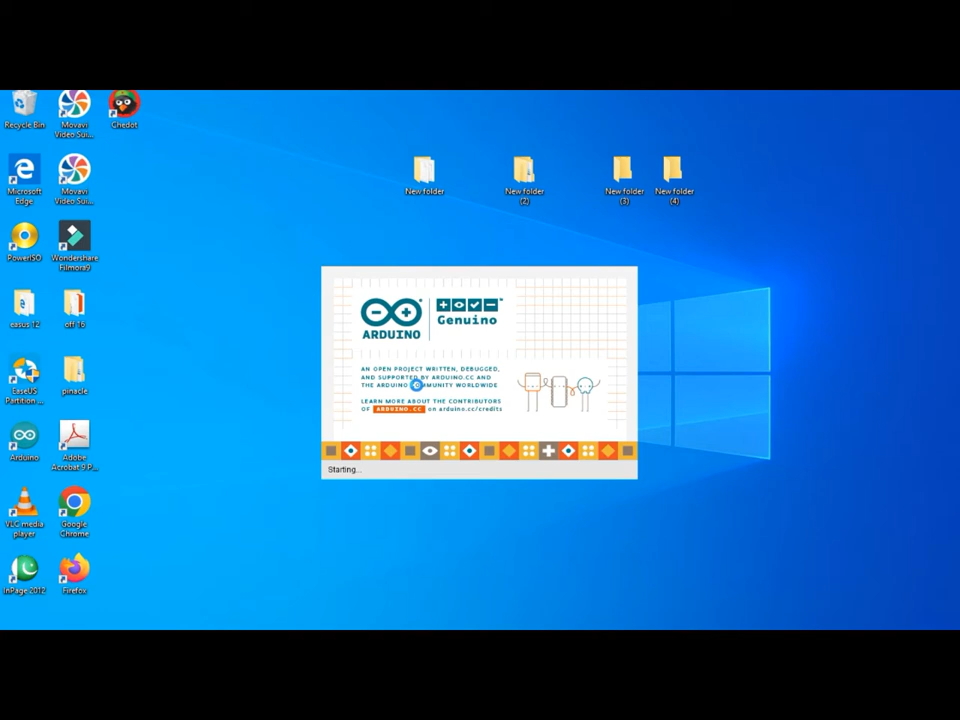 Recycle Bin
Movavi
Video Sui...
Chedot
Microsoft
Edge
Movavi
Video Sui...
New folder
New folder
(2)
New folder
(3)
New folder
(4)
PowerISO
Wondershare
Filmora9
easus 12
off 16
EaseUS
Partition ...
pinacle
Arduino
Adobe
Acrobat 9 P...
VLC media
player
Google
Chrome
InPage 2012
Firefox
ARDUINO
Genuino™
AN OPEN PROJECT WRITTEN, DEBUGGED,
AND SUPPORTED BY ARDUINO.CC AND
THE ARDUINO COMMUNITY WORLDWIDE
LEARN MORE ABOUT THE CONTRIBUTORS
OF ARDUINO.CC on arduino.cc/credits
Starting...